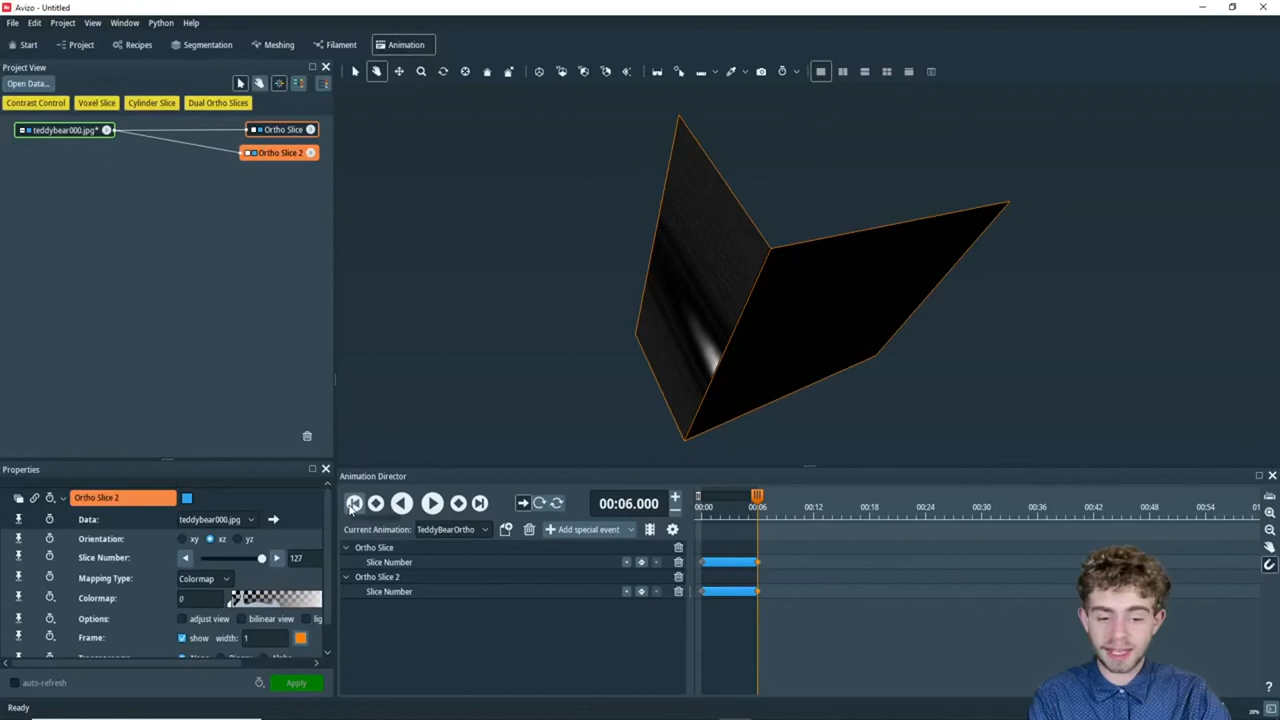 Avizo - Untitled
File Edit Project View Window Python Help
Start Project Recipes Segmentation Meshing Filament Animation
Project View
Open Data...
Contrast Control Voxel Slice Cylinder Slice Dual Ortho Slices
teddybear000.jpg* Ortho Slice
Ortho Slice 2
Properties
Ortho Slice 2
Data: teddybear000.jpg
Orientation: xy xz yz
Slice Number: 127
Mapping Type: Colormap
Colormap: 0
Options: adjust view bilinear view lig
Frame: show width: 1
auto-refresh Apply
Ready
Animation Director
00:06.000
00:00 00:06 00:12 00:18 00:24 00:30 00:36 00:42 00:48 00:54 01
Current Animation: TeddyBearOrtho Add special event
Ortho Slice
Slice Number
Ortho Slice 2
Slice Number
20%